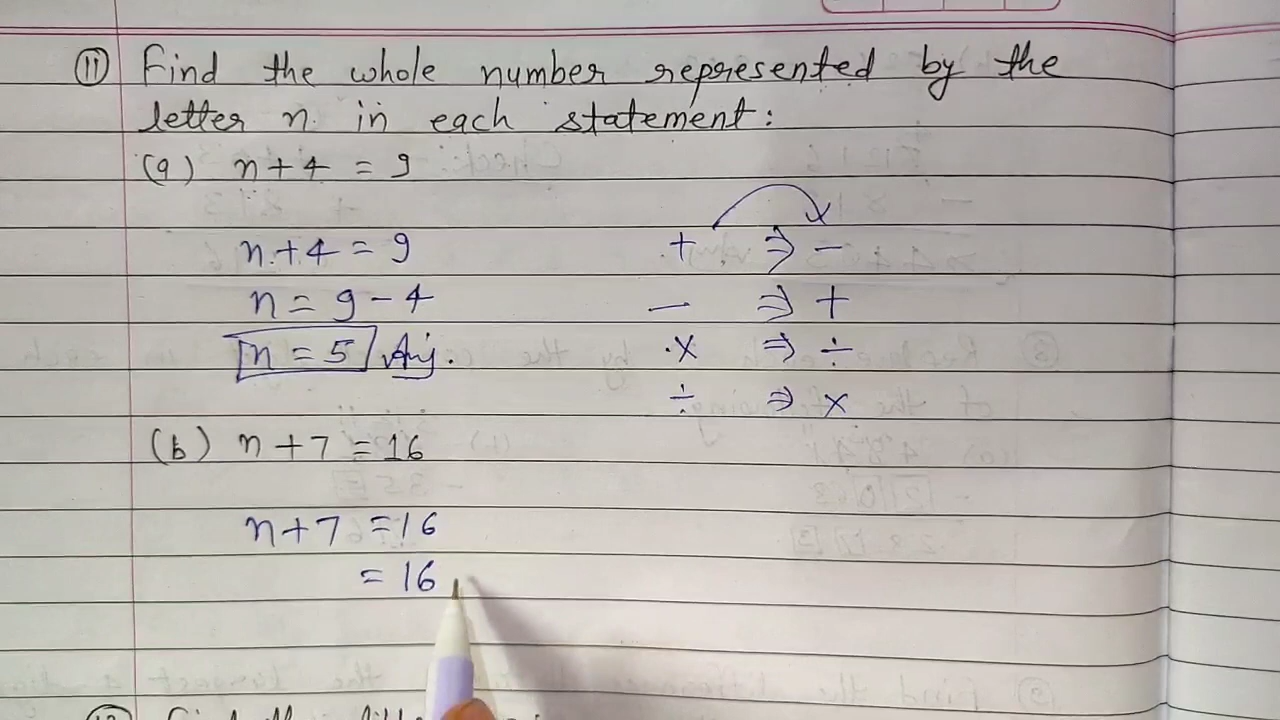 (11) Find the whole number represented by the
letter n in each statement:
(a) n + 4 = 9
n + 4 = 9
n = 9 - 4
n = 5 Ans.
+ ⇒ -
- ⇒ +
× ⇒ ÷
÷ ⇒ ×
(b) n + 7 = 16
n + 7 = 16
= 16